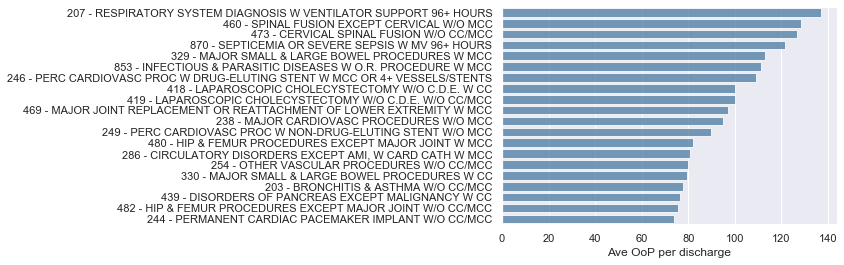 207 - RESPIRATORY SYSTEM DIAGNOSIS W VENTILATOR SUPPORT 96+ HOURS
460 - SPINAL FUSION EXCEPT CERVICAL W/O MCC
473 - CERVICAL SPINAL FUSION W/O CC/MCC
870 - SEPTICEMIA OR SEVERE SEPSIS W MV 96+ HOURS
329 - MAJOR SMALL & LARGE BOWEL PROCEDURES W MCC
853 - INFECTIOUS & PARASITIC DISEASES W O.R. PROCEDURE W MCC
246 - PERC CARDIOVASC PROC W DRUG-ELUTING STENT W MCC OR 4+ VESSELS/STENTS
418 - LAPAROSCOPIC CHOLECYSTECTOMY W/O C.D.E. W CC
419 - LAPAROSCOPIC CHOLECYSTECTOMY W/O C.D.E. W/O CC/MCC
469 - MAJOR JOINT REPLACEMENT OR REATTACHMENT OF LOWER EXTREMITY W MCC
238 - MAJOR CARDIOVASC PROCEDURES W/O MCC
249 - PERC CARDIOVASC PROC W NON-DRUG-ELUTING STENT W/O MCC
480 - HIP & FEMUR PROCEDURES EXCEPT MAJOR JOINT W MCC
286 - CIRCULATORY DISORDERS EXCEPT AMI, W CARD CATH W MCC
254 - OTHER VASCULAR PROCEDURES W/O CC/MCC
330 - MAJOR SMALL & LARGE BOWEL PROCEDURES W CC
203 - BRONCHITIS & ASTHMA W/O CC/MCC
439 - DISORDERS OF PANCREAS EXCEPT MALIGNANCY W CC
482 - HIP & FEMUR PROCEDURES EXCEPT MAJOR JOINT W/O CC/MCC
244 - PERMANENT CARDIAC PACEMAKER IMPLANT W/O CC/MCC
0 20 40 60 80 100 120 140
Ave OoP per discharge